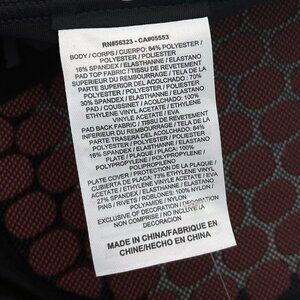 RN#56323 - CA#05553
BODY / CORPS / CUERPO: 84% POLYESTER /
16% SPANDEX / ELASTHANNE / ELASTANO
PAD TOP FABRIC / TISSU DE REVETEMENT
SUPERIEUR DU REMBOURRAGE / TELA DE LA
PARTE SUPERIOR DEL ACOLCHADO: 70%
POLYESTER / POLYESTER / POLIESTER
30% SPANDEX / ELASTHANNE / ELASTANO
PAD / COUSSINET / ACOLCHADO: 100%
ETHYLENE VINYL ACETATE / ETHYLENE
VINYLE ACETATE
PAD BACK FABRIC / TISSU DE REVETEMENT
INFERIEUR DU REMBOURRAGE / TELA DE LA
PARTE TRASERA DEL ACOLCHADO: 84%
POLYESTER / POLYESTER
16% SPANDEX / ELASTHANNE / ELASTANO
PLATE / PLAQUE / PLACA: 100%
POLYPROPYLENE / POLYPROPYLENE
POLIPROPILENO
PLATE COVER / PROTECTION DE LA PLAQUE /
CUBIERTA DE PLACA: 73% ETHYLENE VINYL
ACETATE / ETHYLENE VINYLE ACETATE / EVA
27% SPANDEX / ELASTHANNE / ELASTANO
PINS / RIVETS / ROBLONES: 100% NYLON /
POLYAMIDE / NYLON
EXCLUSIVE OF DECORATION / DECORATION
NON COMPRISE / NO INCLUYE LA
DECORACION
MADE IN CHINA/FABRIQUE EN
CHINE/HECHO EN CHINA